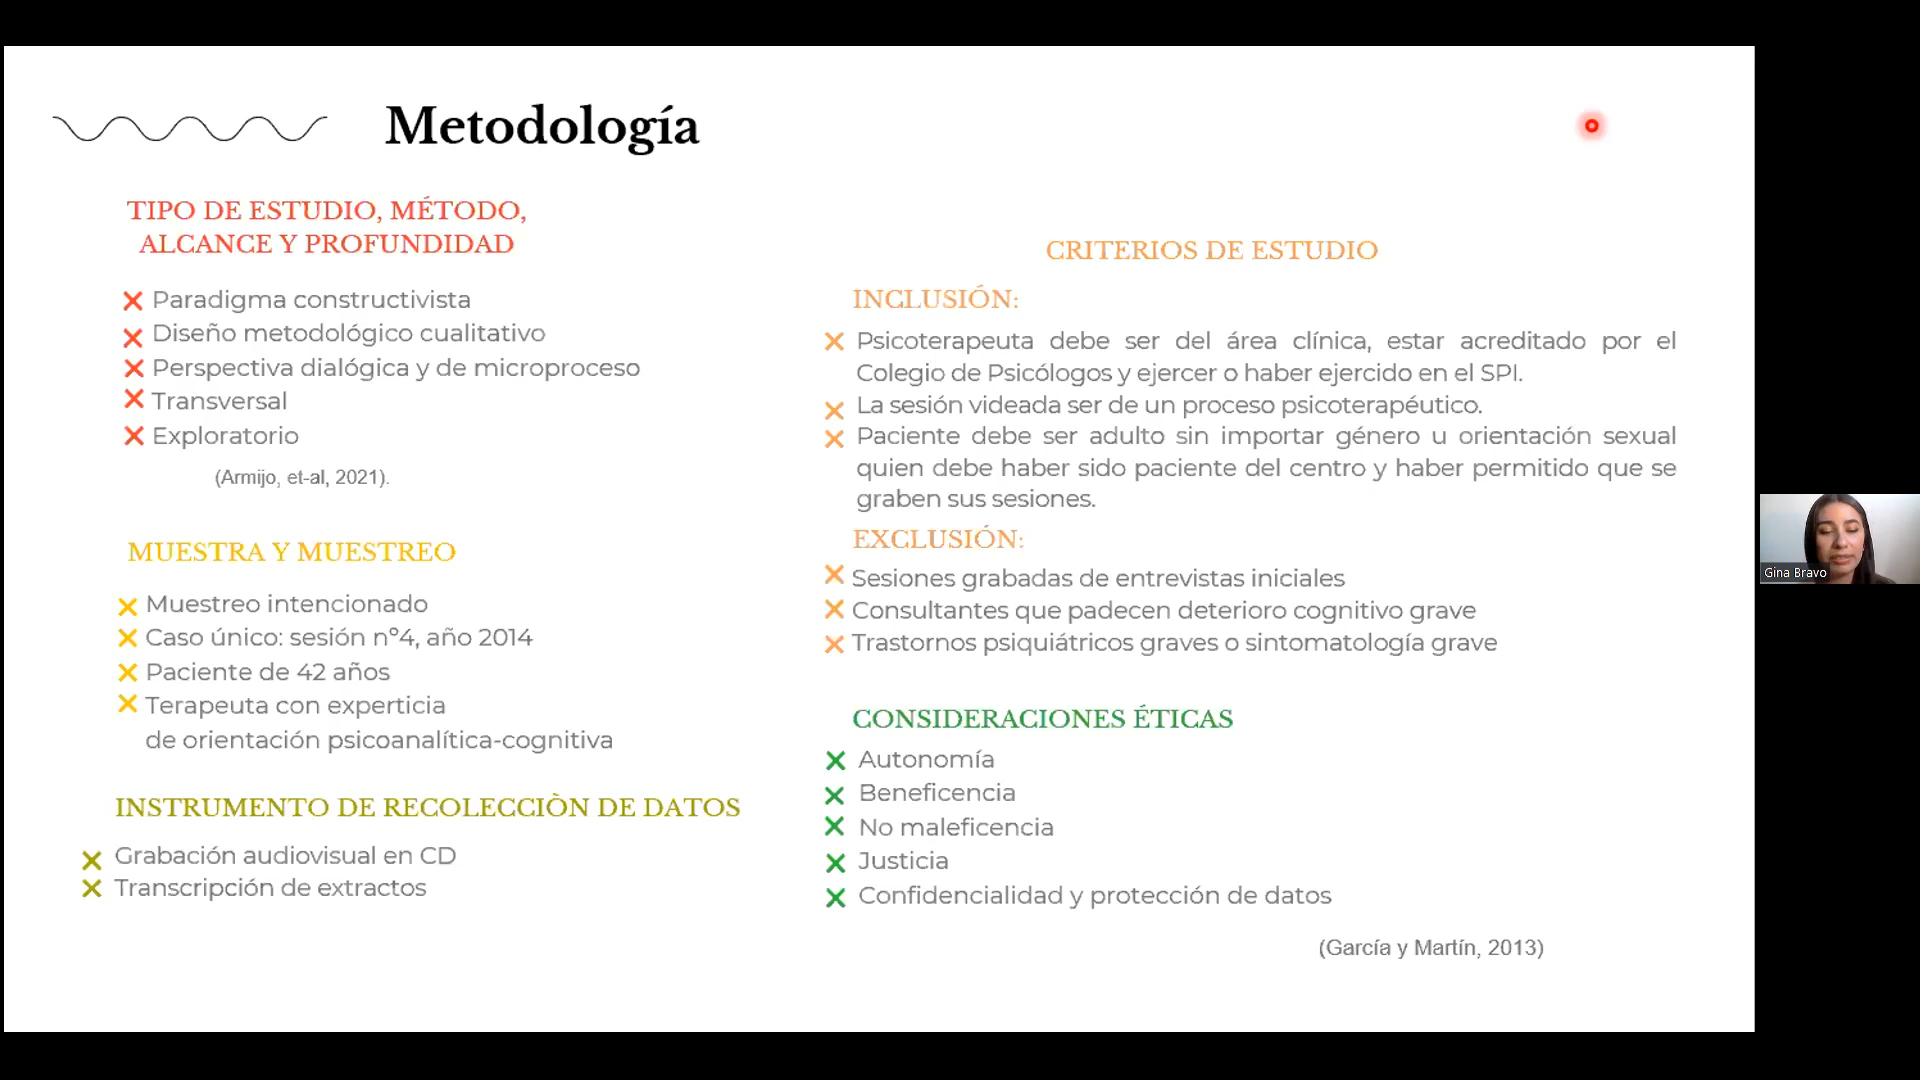 Metodología
TIPO DE ESTUDIO, MÉTODO,
ALCANCE Y PROFUNDIDAD
Paradigma constructivista
Diseño metodológico cualitativo
Perspectiva dialógica y de microproceso
Transversal
Exploratorio
(Armijo, et-al, 2021).
MUESTRA Y MUESTREO
Muestreo intencionado
Caso único: sesión nº4, año 2014
Paciente de 42 años
Terapeuta con experticia
de orientación psicoanalítica-cognitiva
INSTRUMENTO DE RECOLECCIÒN DE DATOS
Grabación audiovisual en CD
Transcripción de extractos
CRITERIOS DE ESTUDIO
INCLUSIÓN:
Psicoterapeuta debe ser del área clínica, estar acreditado por el
Colegio de Psicólogos y ejercer o haber ejercido en el SPI.
La sesión videada ser de un proceso psicoterapéutico.
Paciente debe ser adulto sin importar género u orientación sexual
quien debe haber sido paciente del centro y haber permitido que se
graben sus sesiones.
EXCLUSIÓN:
Sesiones grabadas de entrevistas iniciales
Consultantes que padecen deterioro cognitivo grave
Trastornos psiquiátricos graves o sintomatología grave
CONSIDERACIONES ÉTICAS
Autonomía
Beneficencia
No maleficencia
Justicia
Confidencialidad y protección de datos
(García y Martín, 2013)
Gina Bravo